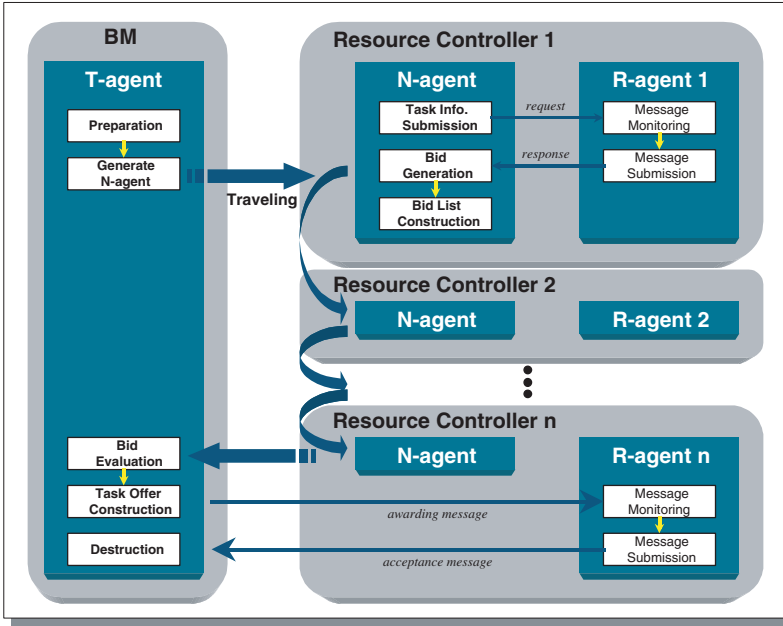 BM
T-agent
Preparation
Generate
N-agent
Traveling
Bid
Evaluation
Task Offer
Construction
Destruction
Resource Controller 1
N-agent
Task Info.
Submission
Bid
Generation
Bid List
Construction
request
response
R-agent 1
Message
Monitoring
Message
Submission
Resource Controller 2
N-agent
R-agent 2
Resource Controller n
N-agent
R-agent n
Message
Monitoring
Message
Submission
awarding message
acceptance message